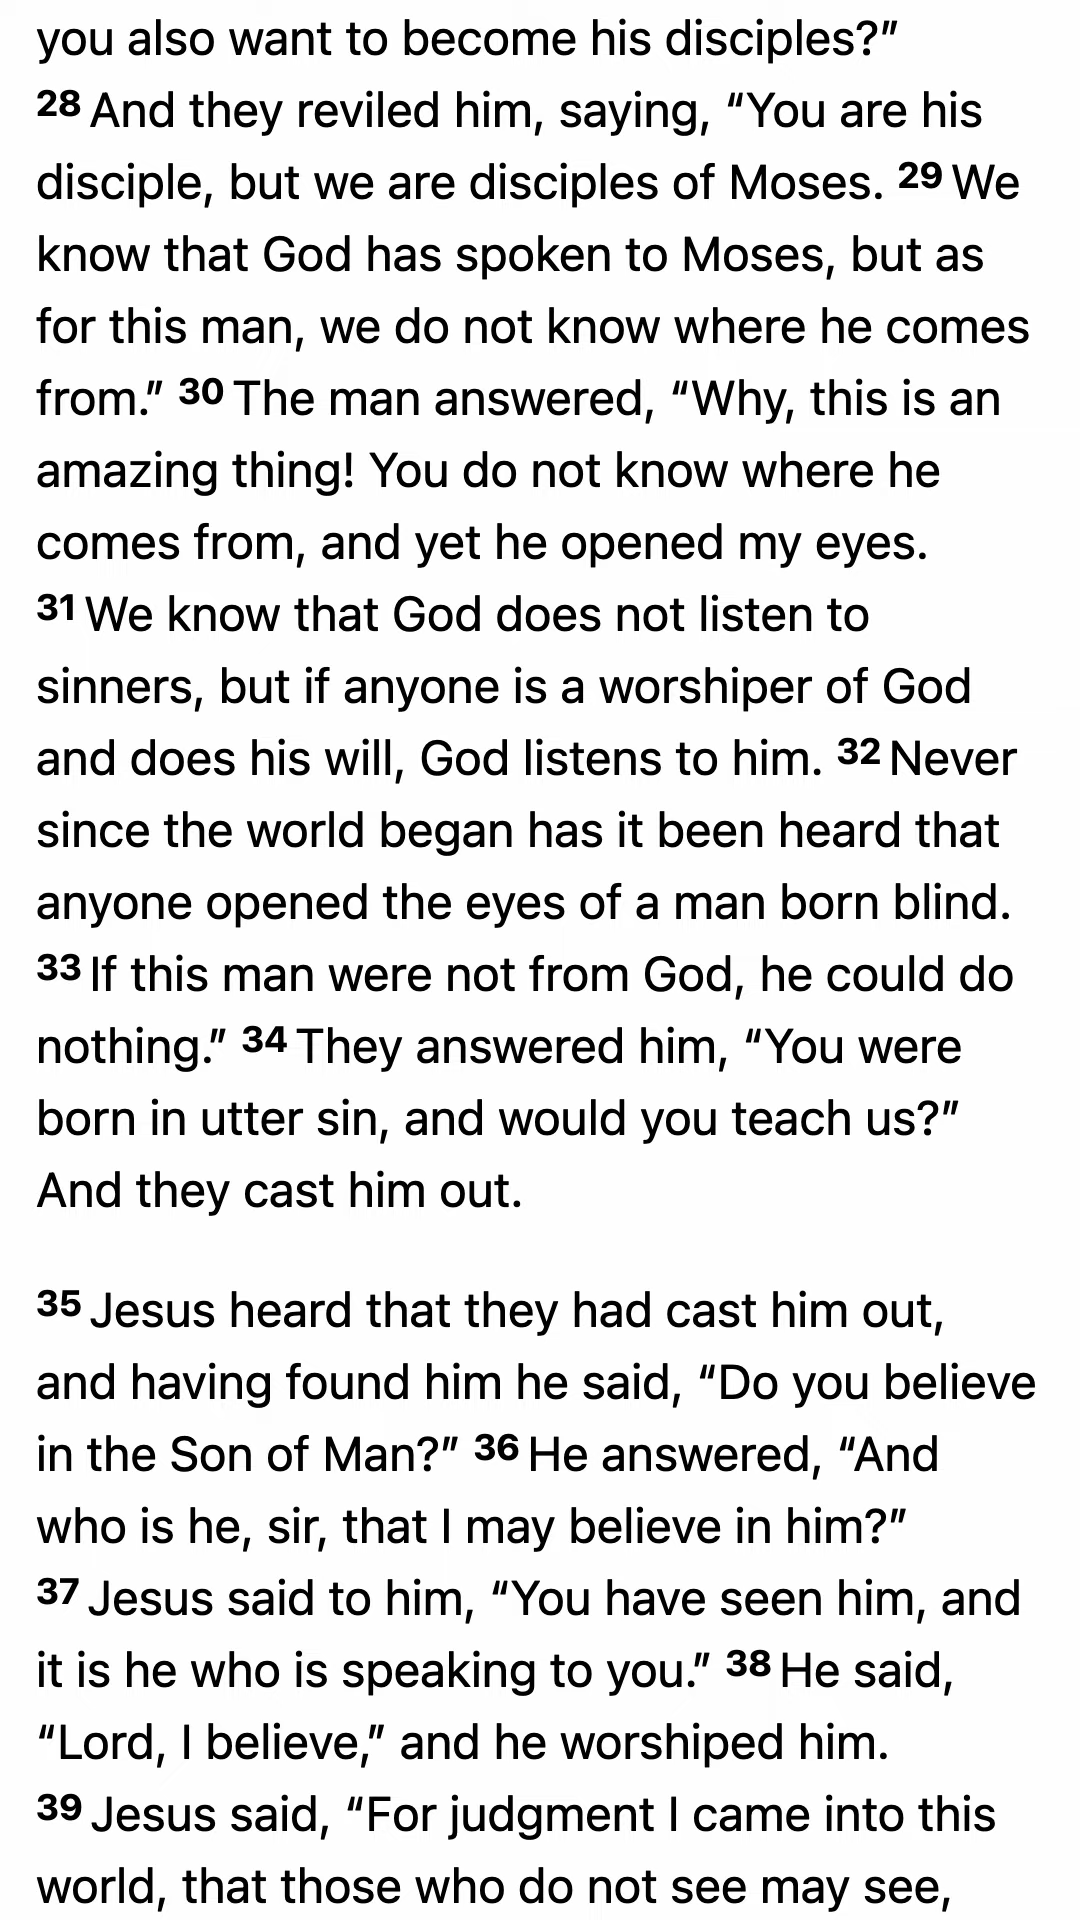 you also want to become his disciples?”
28 And they reviled him, saying, “You are his
disciple, but we are disciples of Moses. 29 We
know that God has spoken to Moses, but as
for this man, we do not know where he comes
from.” 30 The man answered, “Why, this is an
amazing thing! You do not know where he
comes from, and yet he opened my eyes.
31 We know that God does not listen to
sinners, but if anyone is a worshiper of God
and does his will, God listens to him. 32 Never
since the world began has it been heard that
anyone opened the eyes of a man born blind.
33 If this man were not from God, he could do
nothing.” 34 They answered him, “You were
born in utter sin, and would you teach us?”
And they cast him out.
35 Jesus heard that they had cast him out,
and having found him he said, “Do you believe
in the Son of Man?” 36 He answered, “And
who is he, sir, that I may believe in him?”
37 Jesus said to him, “You have seen him, and
it is he who is speaking to you.” 38 He said,
“Lord, I believe,” and he worshiped him.
39 Jesus said, “For judgment I came into this
world, that those who do not see may see,